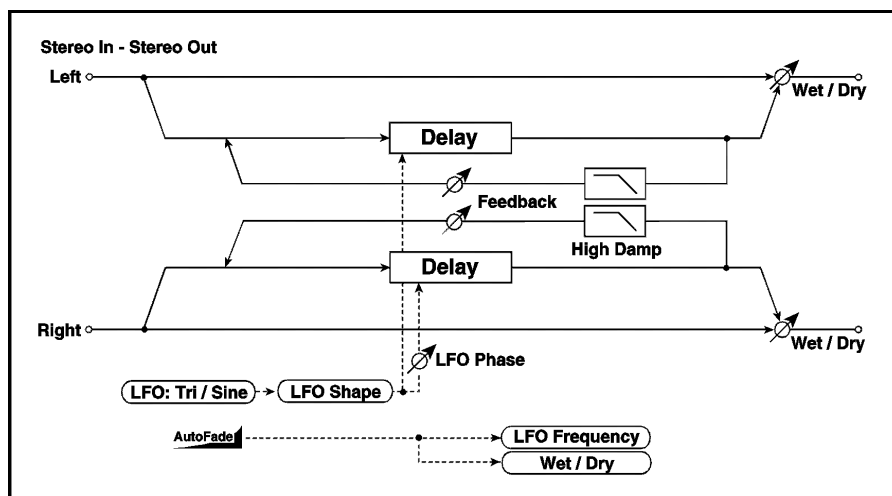 Stereo In - Stereo Out
Left
Wet / Dry
Delay
Feedback
High Damp
Delay
Right
Wet / Dry
LFO Phase
LFO: Tri / Sine
LFO Shape
AutoFade
LFO Frequency
Wet / Dry